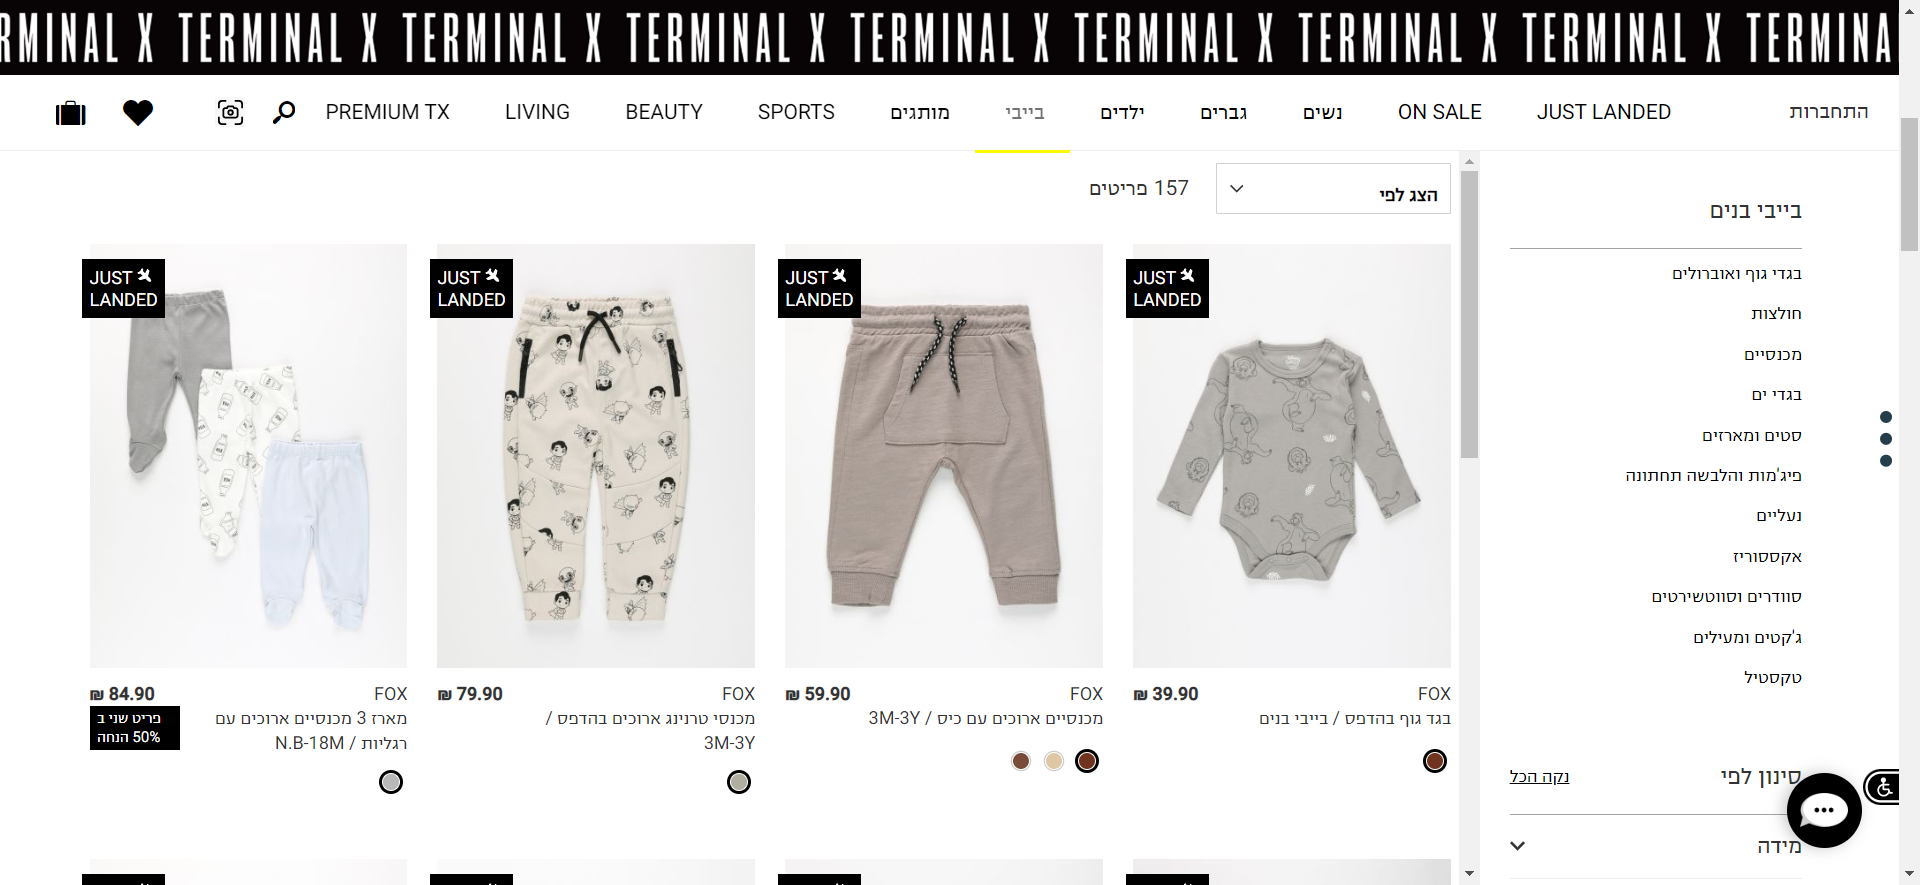 RMINAL X TERMINAL X TERMINAL X TERMINAL X TERMINAL X TERMINAL X TERMINAL X TERMINAL X TERMINA
התחברות
JUST LANDED
ON SALE
נשים
גברים
ילדים
בייבי
מותגים
SPORTS
BEAUTY
LIVING
PREMIUM TX
בייבי בנים
בגדי גוף ואוברולים
חולצות
מכנסיים
בגדי ים
סטים ומארזים
פיג'מות והלבשה תחתונה
נעליים
אקססוריז
סוודרים וסווטשירטים
ג'קטים ומעילים
טקסטיל
סינון לפי
נקה הכל
מידה
הצג לפי
157 פריטים
JUST
LANDED
FOX
39.90 ₪
בגד גוף בהדפס / בייבי בנים
JUST
LANDED
FOX
59.90 ₪
מכנסיים ארוכים עם כיס / 3M-3Y
JUST
LANDED
FOX
79.90 ₪
מכנסי טרנינג ארוכים בהדפס /
3M-3Y
JUST
LANDED
FOX
84.90 ₪
מארז 3 מכנסיים ארוכים עם
רגליות / N.B-18M
פריט שני ב
50% הנחה